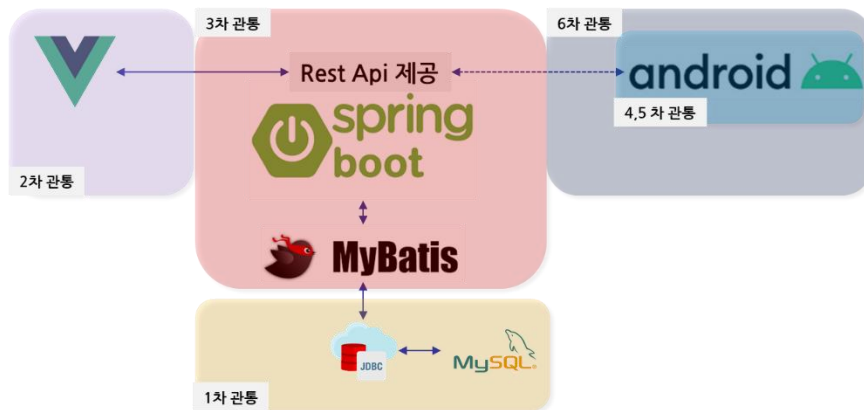 3차 관통
6차 관통
Rest Api 제공
android
4,5 차 관통
spring
boot
2차 관통
MyBatis
JDBC
MySQL
1차 관통